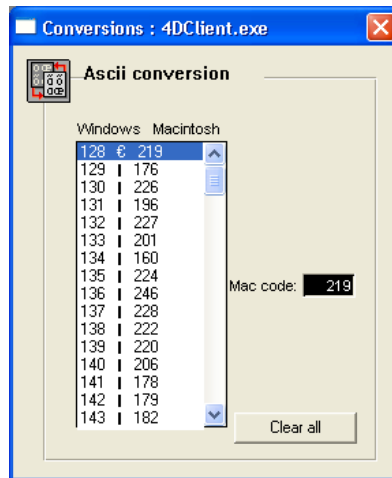 Conversions : 4DClient.exe
Ascii conversion
Windows Macintosh
128 € 219
129 | 176
130 | 226
131 | 196
132 | 227
133 | 201
134 | 160
135 | 224
136 | 246
137 | 228
138 | 222
139 | 220
140 | 206
141 | 178
142 | 179
143 | 182
Mac code: 219
Clear all